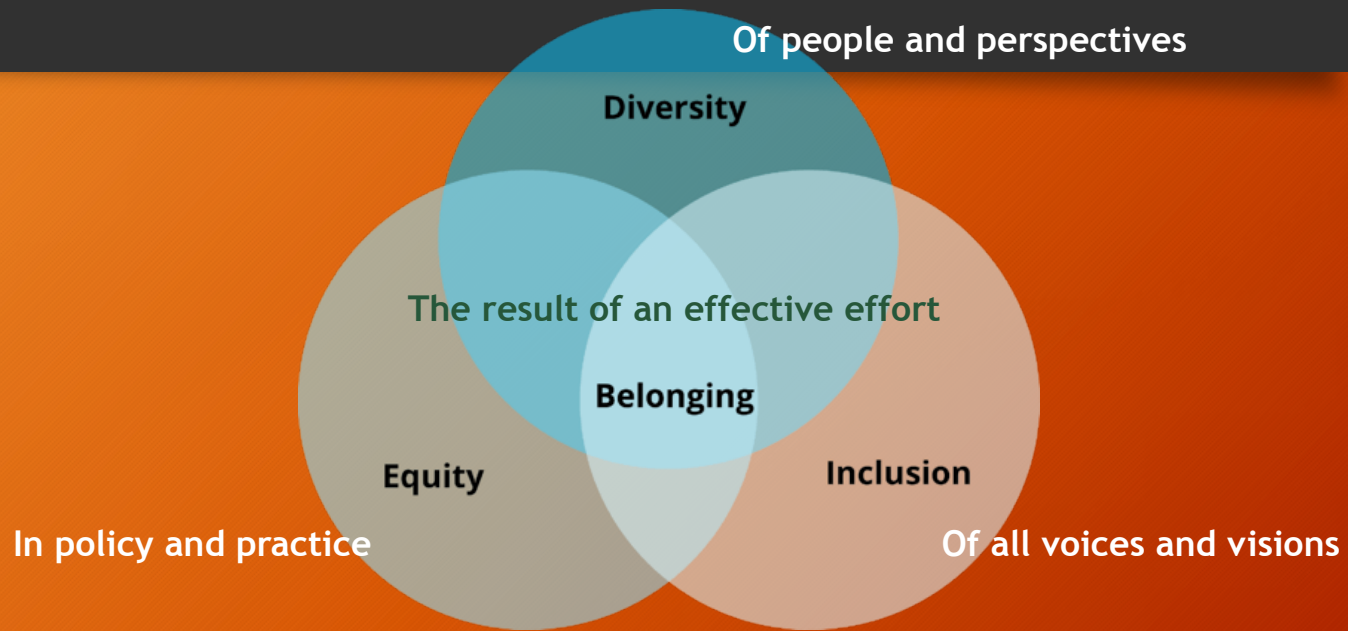 Of people and perspectives
Diversity
The result of an effective effort
Belonging
Equity
Inclusion
In policy and practice
Of all voices and visions